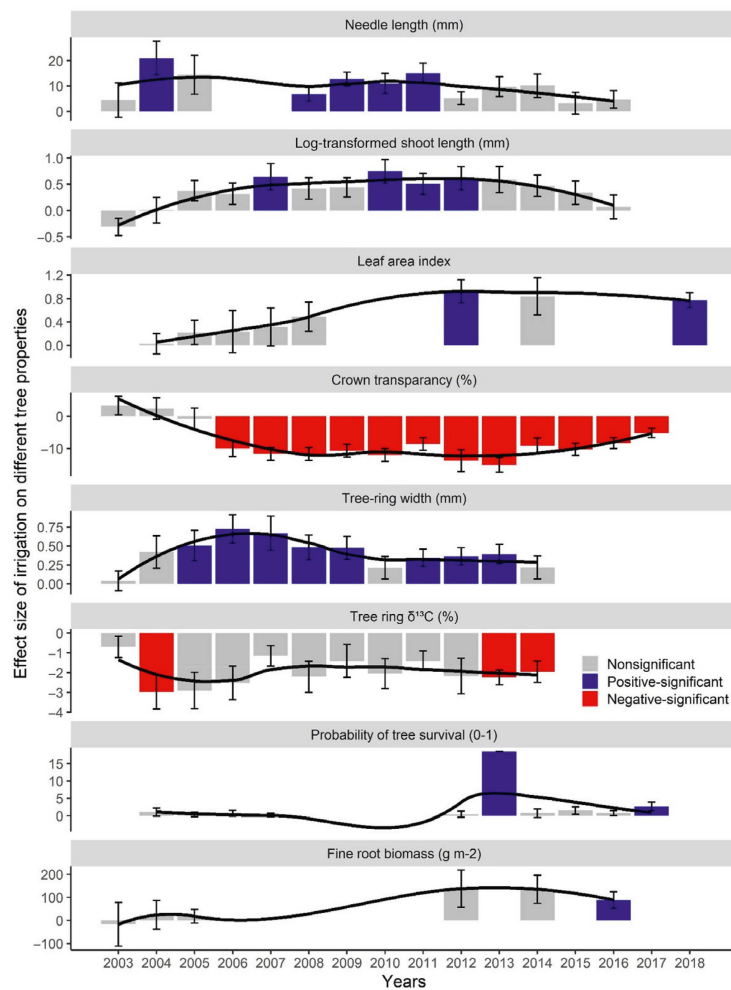 Effect size of irrigation on different tree properties
Needle length (mm)
20
10
0
Log-transformed shoot length (mm)
1.0
0.5
0.0
−0.5
Leaf area index
1.2
0.8
0.4
0.0
Crown transparancy (%)
0
−10
Tree-ring width (mm)
0.75
0.50
0.25
0.00
Tree ring δ¹³C (%)
0
−1
−2
−3
−4
Nonsignificant
Positive-significant
Negative-significant
Probability of tree survival (0-1)
15
10
5
0
Fine root biomass (g m-2)
200
100
0
−100
2003 2004 2005 2006 2007 2008 2009 2010 2011 2012 2013 2014 2015 2016 2017 2018
Years